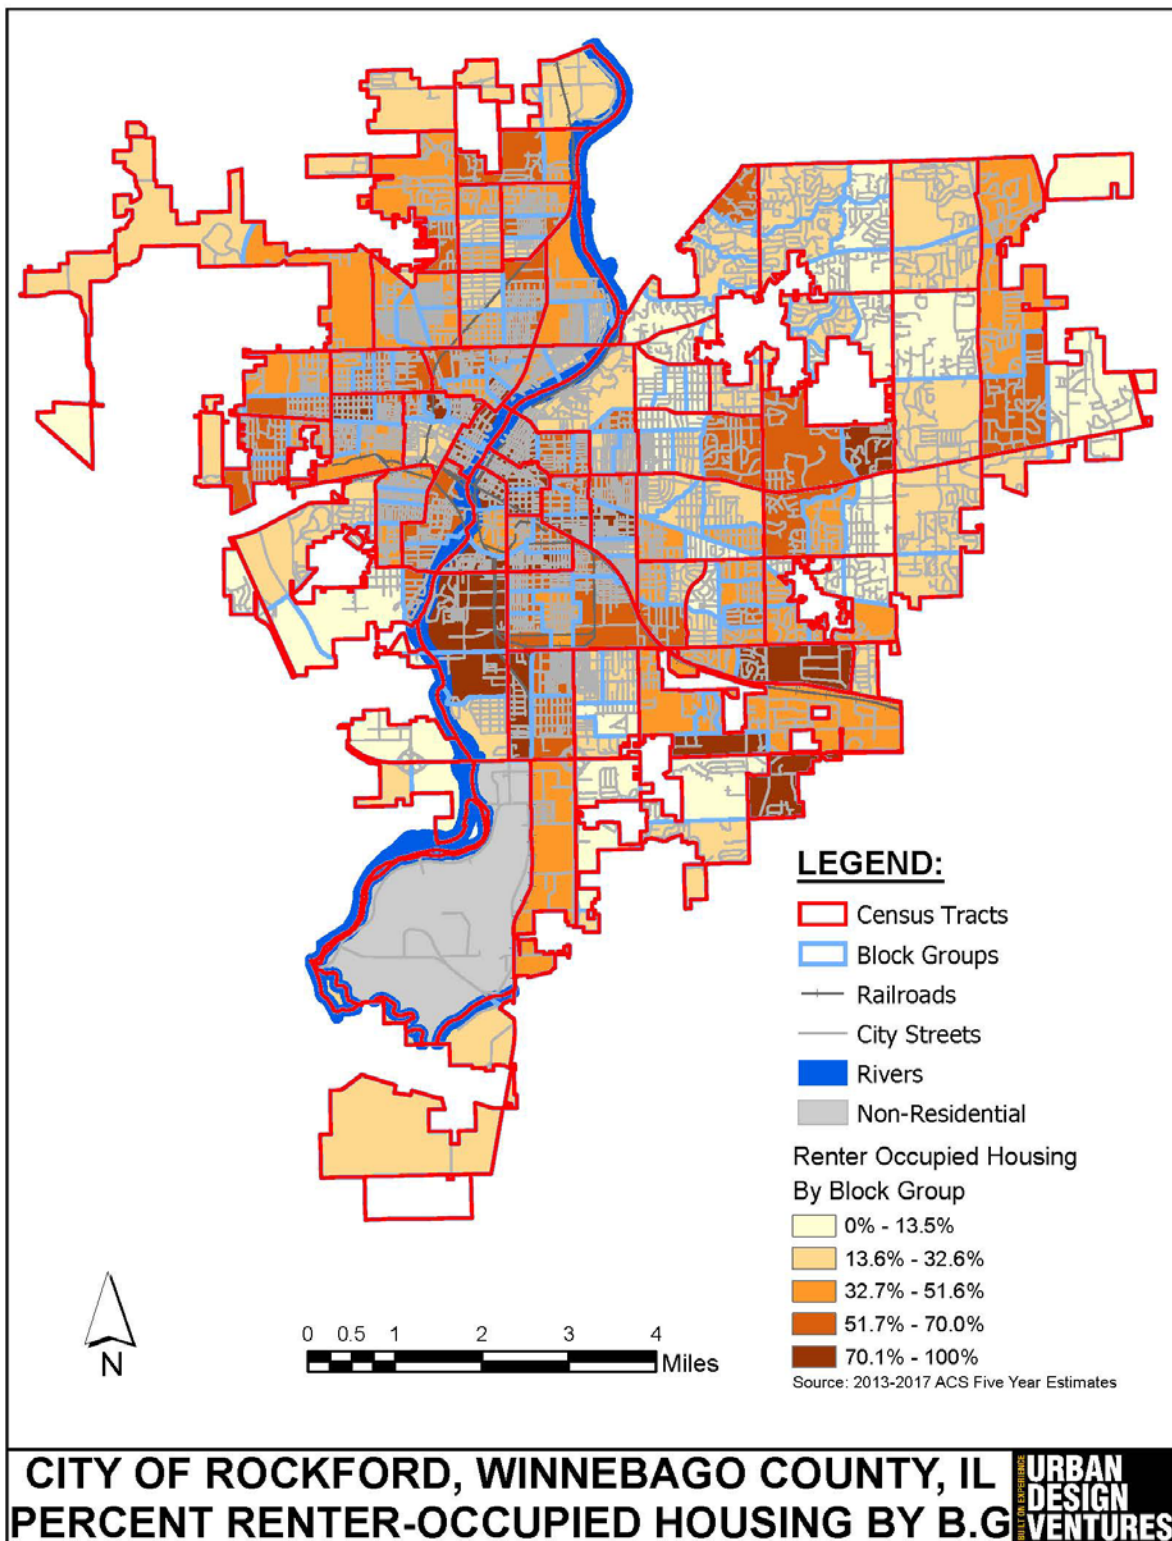 LEGEND:
Census Tracts
Block Groups
Railroads
City Streets
Rivers
Non-Residential
Renter Occupied Housing
By Block Group
0% - 13.5%
13.6% - 32.6%
32.7% - 51.6%
51.7% - 70.0%
70.1% - 100%
Source: 2013-2017 ACS Five Year Estimates
N
0 0.5 1 2 3 4
Miles
CITY OF ROCKFORD, WINNEBAGO COUNTY, IL
PERCENT RENTER-OCCUPIED HOUSING BY B.G
BUILT ON EXPERIENCE
URBAN
DESIGN
VENTURES